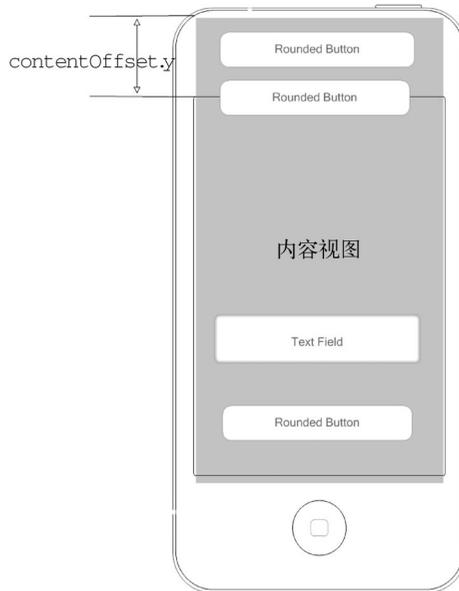 Rounded Button
contentOffset.y
Rounded Button
内容视图
Text Field
Rounded Button